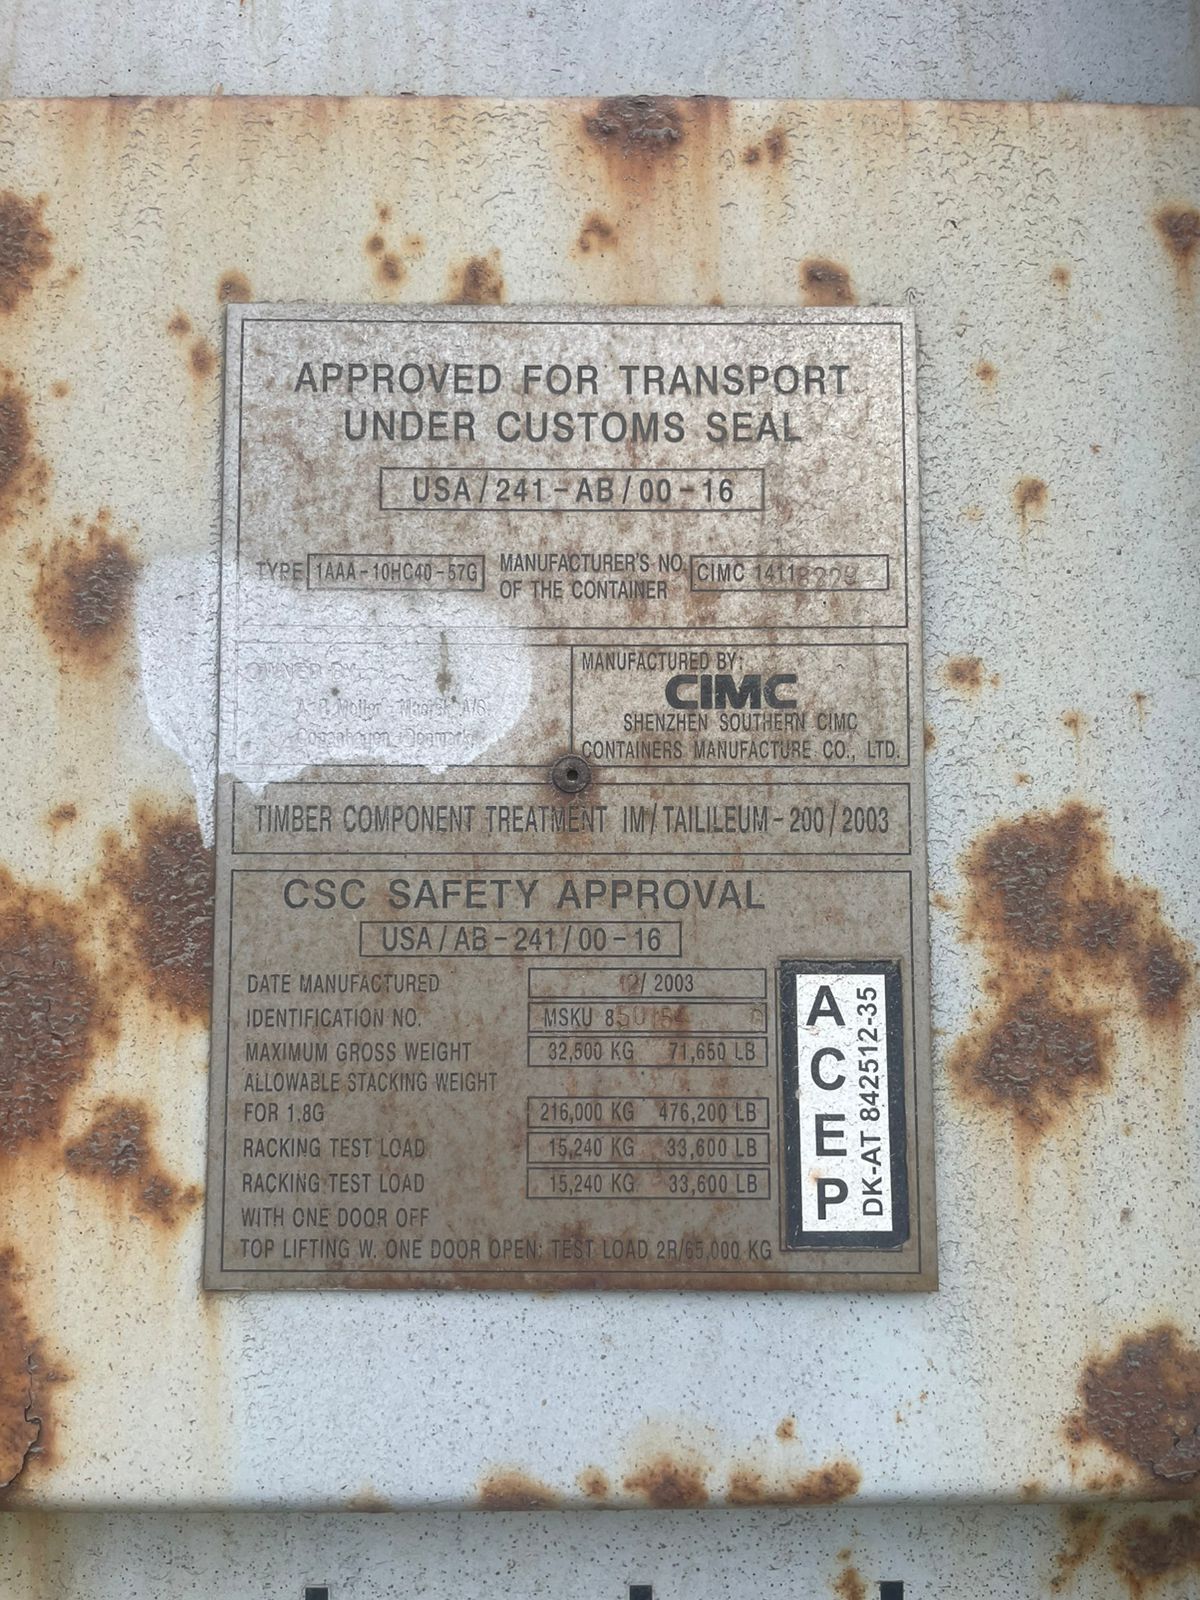 APPROVED FOR TRANSPORT
UNDER CUSTOMS SEAL
USA/241-AB/00-16
TYPE 1AAA-10HC40-57G
MANUFACTURER'S NO.
OF THE CONTAINER
CIMC
OWNED BY
MANUFACTURED BY:
CIMC
SHENZHEN SOUTHERN CIMC
CONTAINERS MANUFACTURE CO., LTD.
TIMBER COMPONENT TREATMENT IM/TAILILEUM-200/2003
CSC SAFETY APPROVAL
USA/AB-241/00-16
DATE MANUFACTURED / 2003
IDENTIFICATION NO. MSKU
MAXIMUM GROSS WEIGHT 32,500 KG 71,650 LB
ALLOWABLE STACKING WEIGHT
FOR 1.8G 216,000 KG 476,200 LB
RACKING TEST LOAD 15,240 KG 33,600 LB
RACKING TEST LOAD 15,240 KG 33,600 LB
WITH ONE DOOR OFF
TOP LIFTING W. ONE DOOR OPEN: TEST LOAD 2R/65,000 KG
ACEP
DK-AT 842512-35